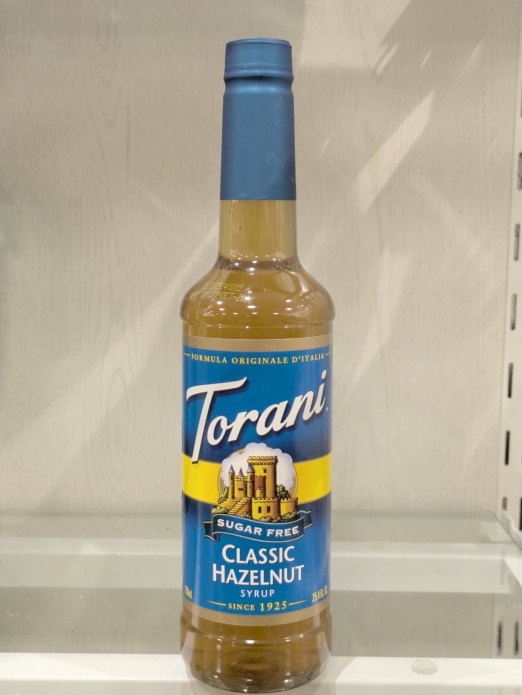 FORMULA ORIGINALE D'ITALIA
Torani
SUGAR FREE
CLASSIC
HAZELNUT
SYRUP
SINCE 1925